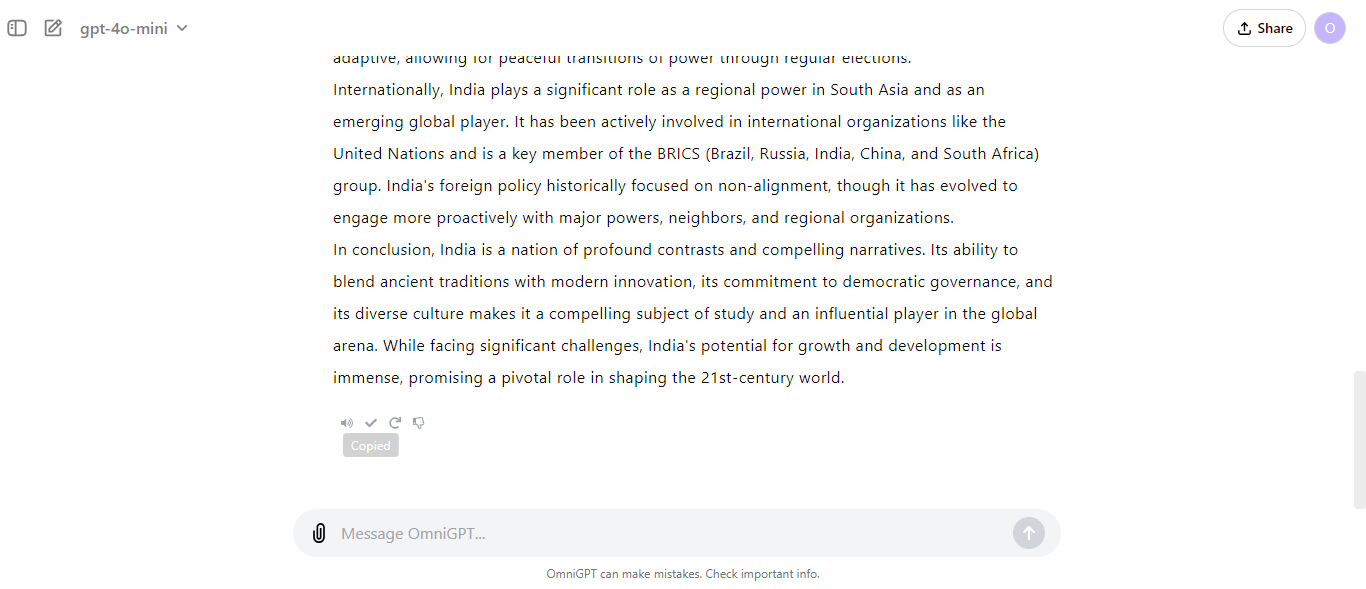 gpt-4o-mini
Share
O
adaptive, allowing for peaceful transitions of power through regular elections.
Internationally, India plays a significant role as a regional power in South Asia and as an
emerging global player. It has been actively involved in international organizations like the
United Nations and is a key member of the BRICS (Brazil, Russia, India, China, and South Africa)
group. India's foreign policy historically focused on non-alignment, though it has evolved to
engage more proactively with major powers, neighbors, and regional organizations.
In conclusion, India is a nation of profound contrasts and compelling narratives. Its ability to
blend ancient traditions with modern innovation, its commitment to democratic governance, and
its diverse culture makes it a compelling subject of study and an influential player in the global
arena. While facing significant challenges, India's potential for growth and development is
immense, promising a pivotal role in shaping the 21st-century world.
Copied
Message OmniGPT...
OmniGPT can make mistakes. Check important info.